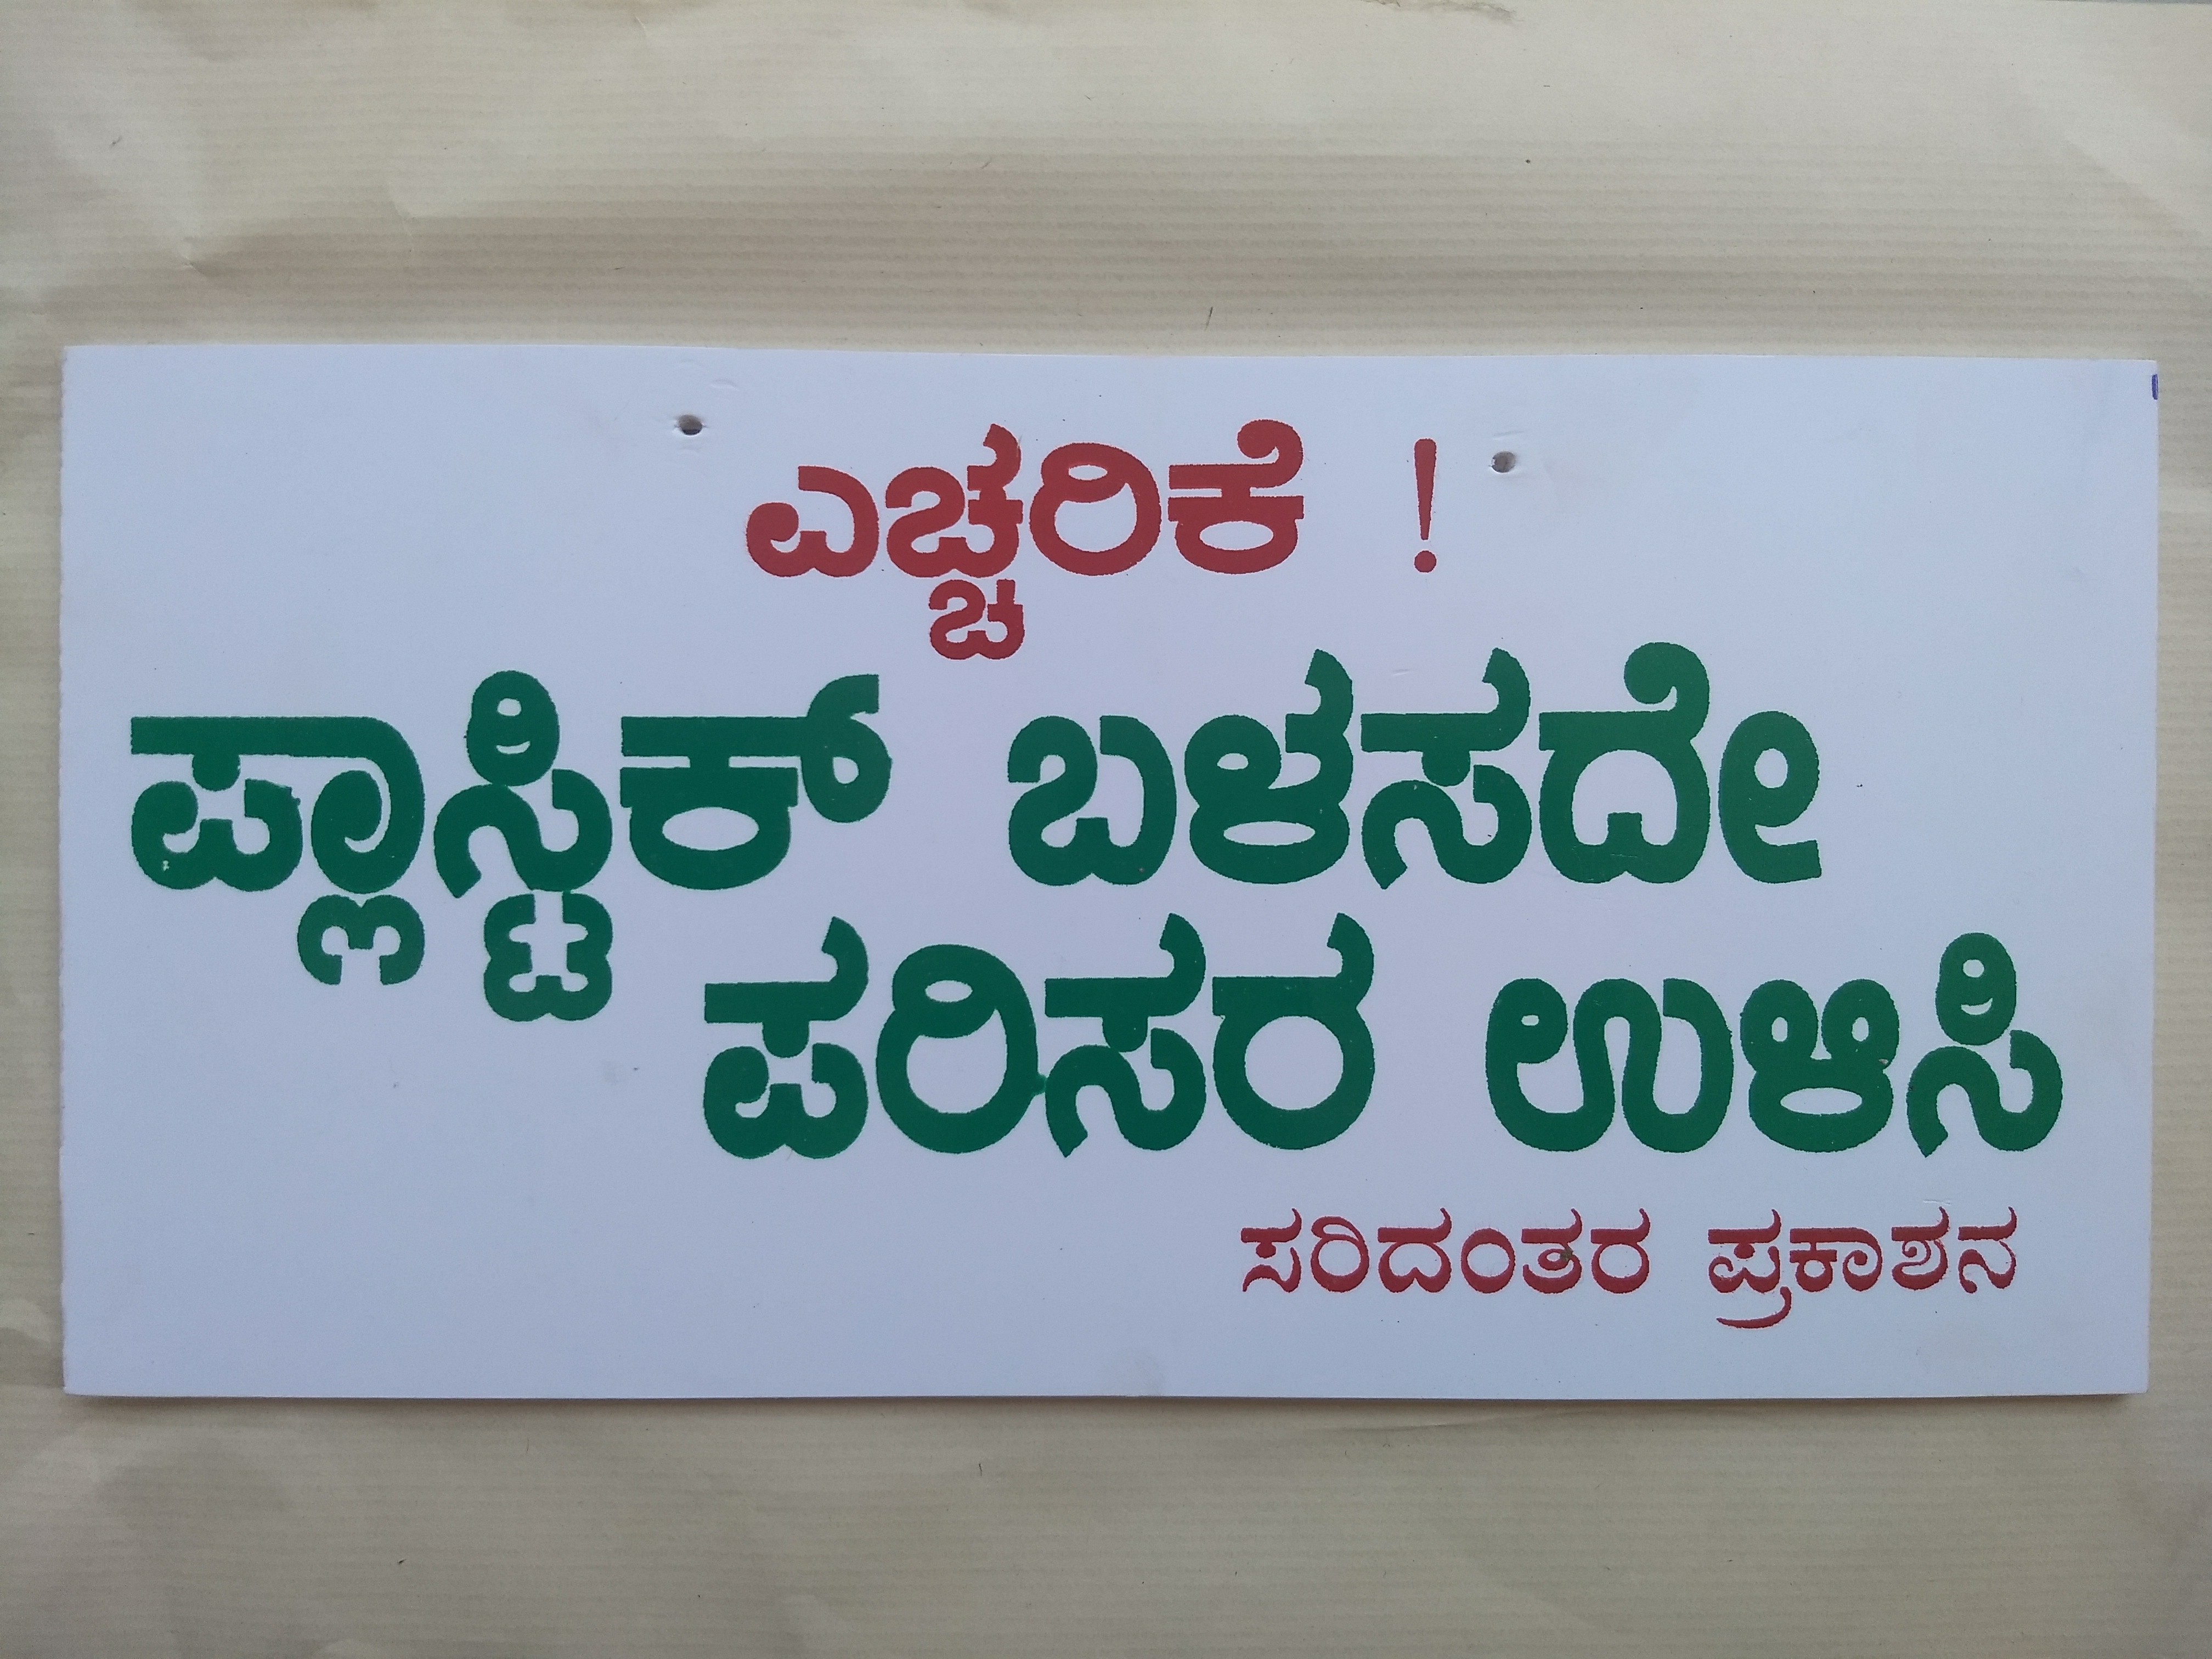 ಎಚ್ಚರಿಕೆ !
ಪ್ಲಾಸ್ಟಿಕ್ ಬಳಸದೇ
ಪರಿಸರ ಉಳಿಸಿ
ಸರಿದಂತರ ಪ್ರಕಾಶನ